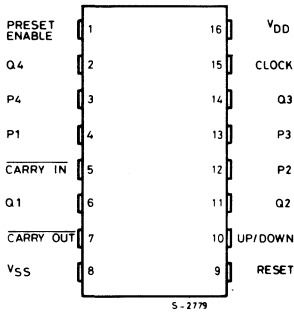 PRESET
ENABLE 1
Q4 2
P4 3
P1 4
CARRY IN 5
Q1 6
CARRY OUT 7
VSS 8
16 VDD
15 CLOCK
14 Q3
13 P3
12 P2
11 Q2
10 UP/DOWN
9 RESET
S-2779